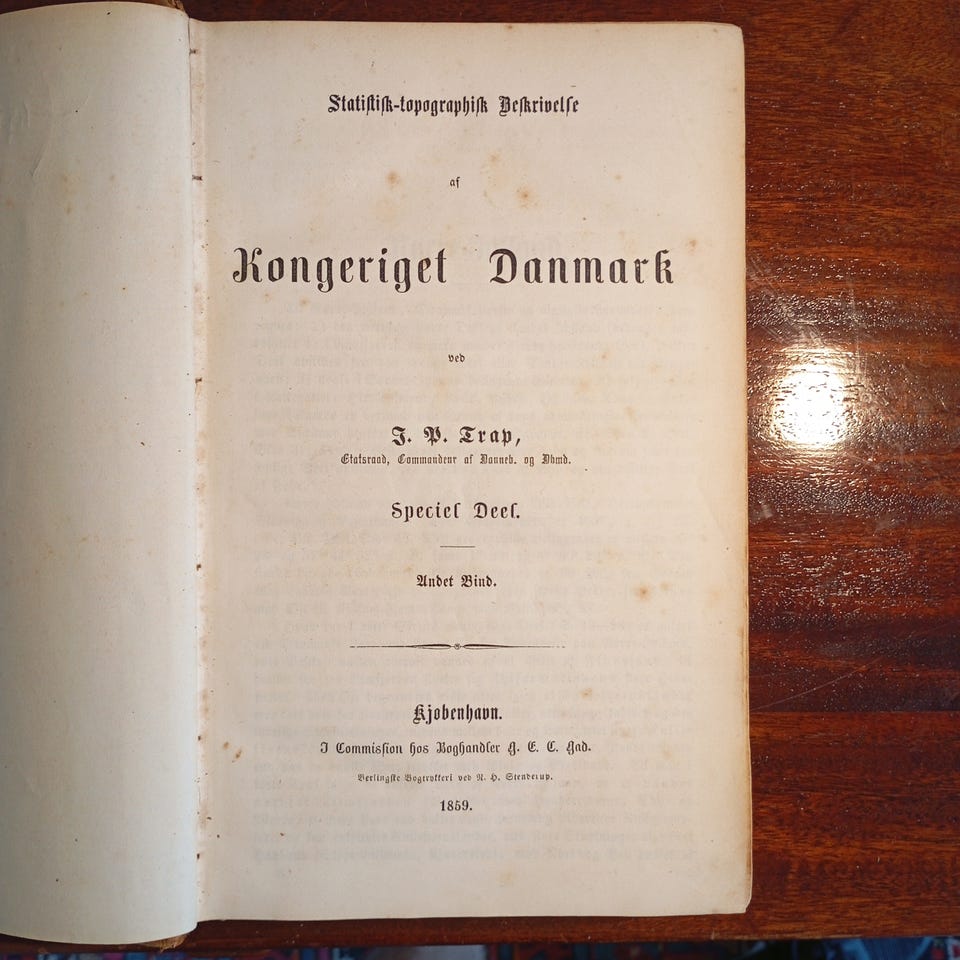 Statistisk-topographisk Beskrivelse
af
Kongeriget Danmark
ved
J. P. Trap,
Etatsraad, Commandeur af Danneb. og Dbmd.
Speciel Deel.
Andet Bind.
Kjøbenhavn.
I Commission hos Boghandler G. E. C. Gad.
Berlingske Bogtrykkeri ved N. H. Stenderup.
1859.